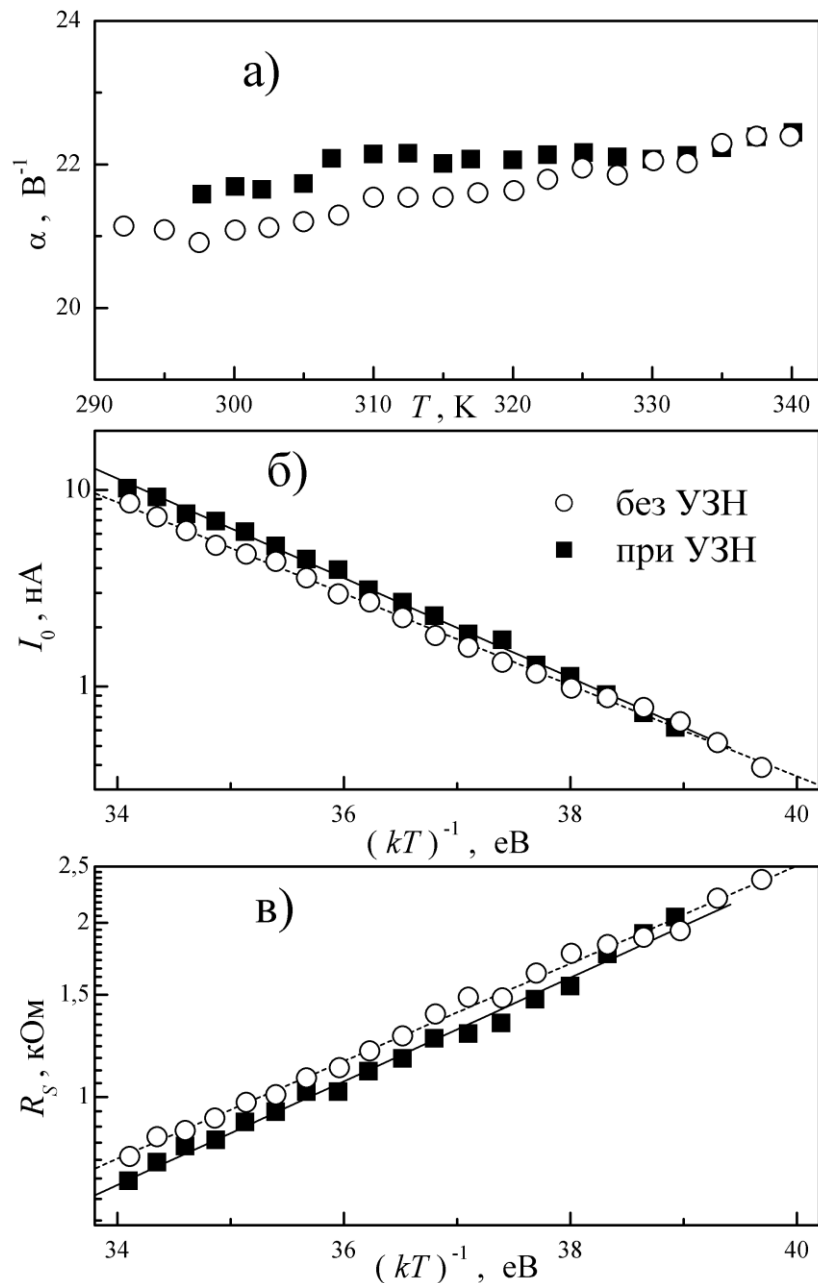 а)
24
22
20
α , В⁻¹
290 300 310 320 330 340
T , К
б)
без УЗН
при УЗН
10
1
I₀ , нА
34 36 38 40
(kT)⁻¹ , еВ
в)
2,5
2
1,5
1
R_S , кОм
34 36 38 40
(kT)⁻¹ , еВ